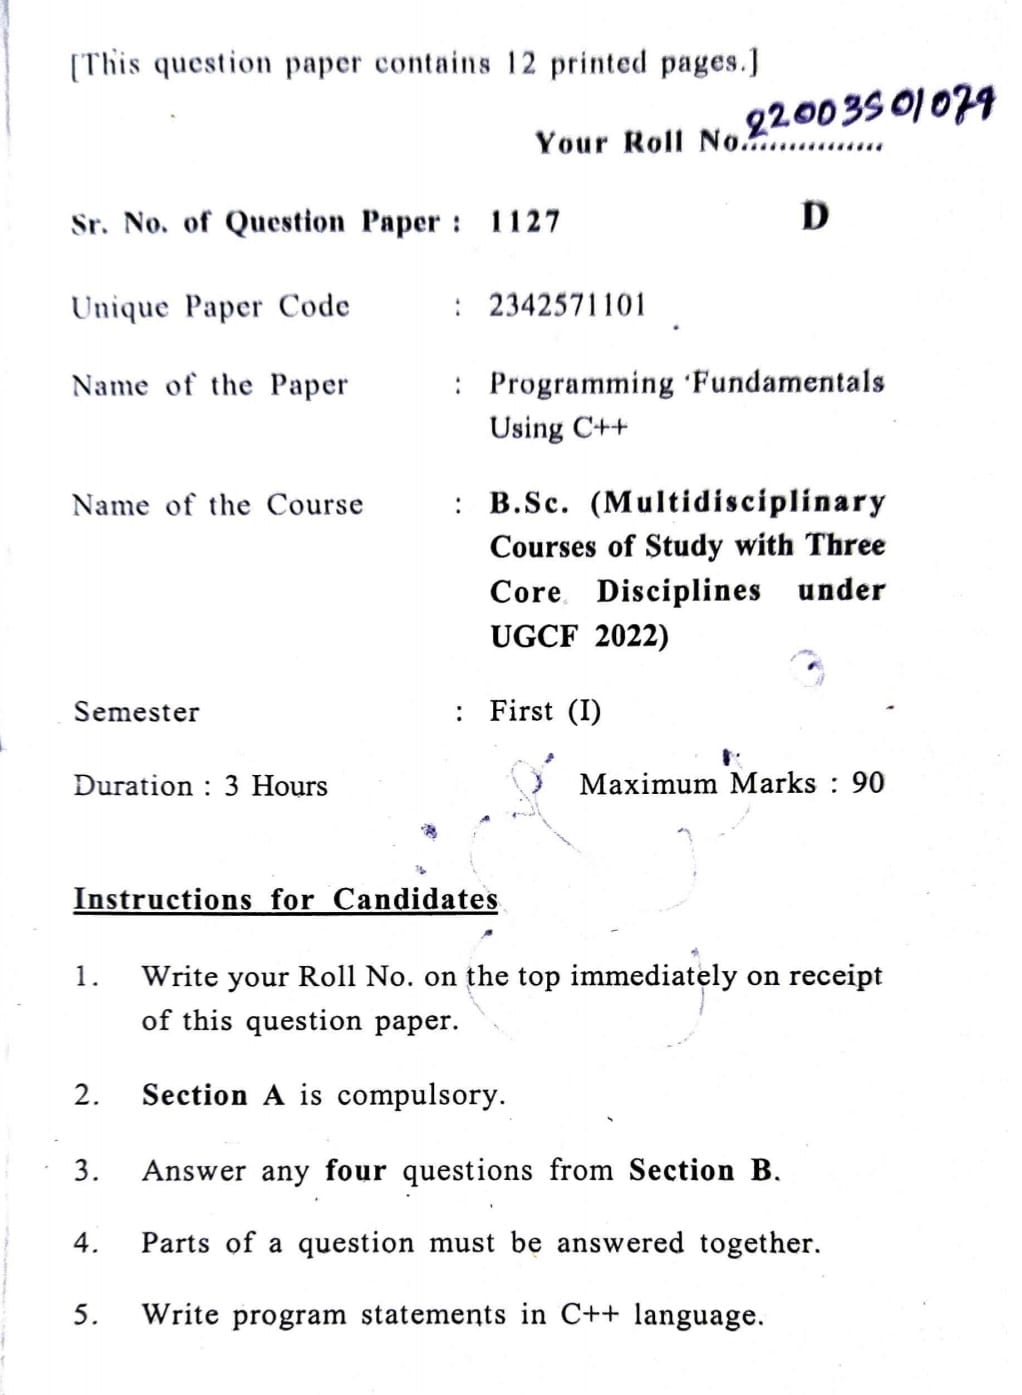 [This question paper contains 12 printed pages.]
Your Roll No...............
22003501079
Sr. No. of Question Paper : 1127 D
Unique Paper Code : 2342571101
Name of the Paper : Programming Fundamentals
Using C++
Name of the Course : B.Sc. (Multidisciplinary
Courses of Study with Three
Core Disciplines under
UGCF 2022)
Semester : First (I)
Duration : 3 Hours Maximum Marks : 90
Instructions for Candidates
1. Write your Roll No. on the top immediately on receipt
of this question paper.
2. Section A is compulsory.
3. Answer any four questions from Section B.
4. Parts of a question must be answered together.
5. Write program statements in C++ language.